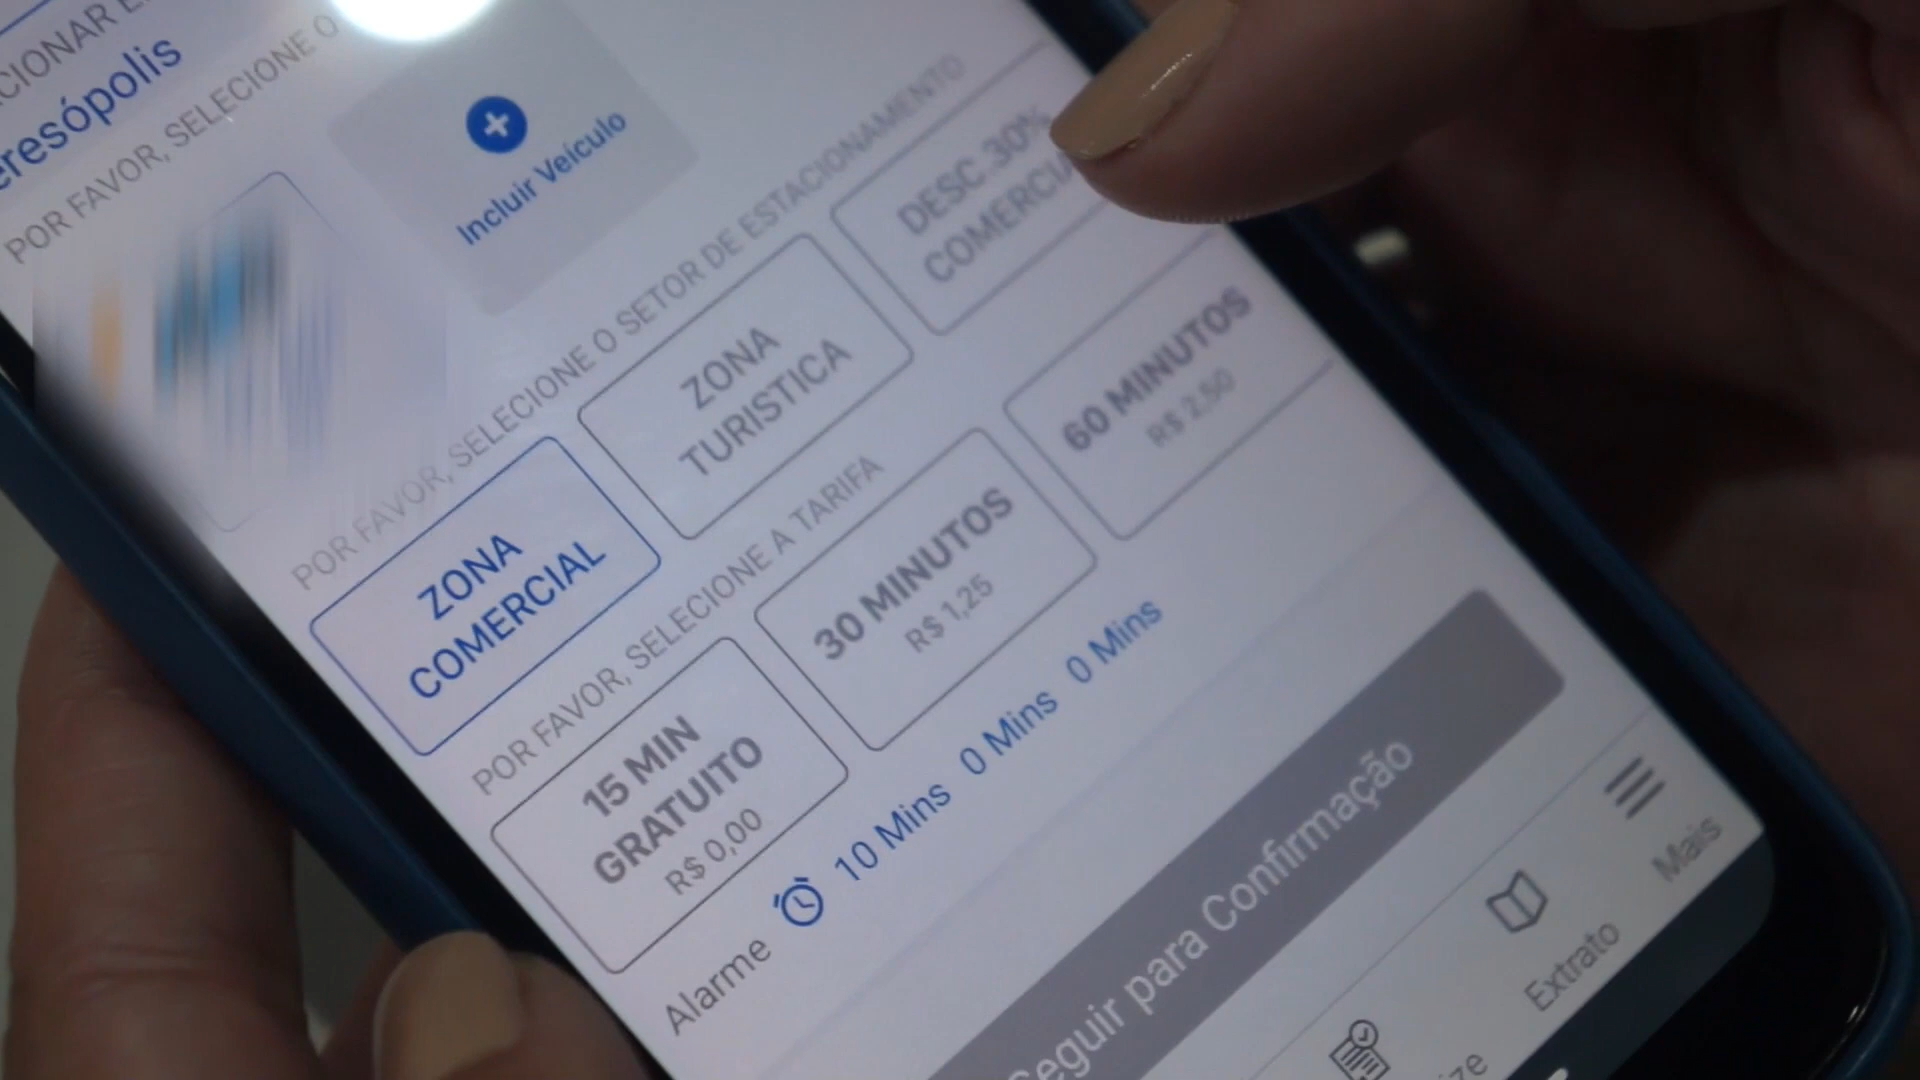 eresópolis
POR FAVOR, SELECIONE O
Incluir Veículo
POR FAVOR, SELECIONE O SETOR DE ESTACIONAMENTO
ZONA
COMERCIAL
ZONA
TURISTICA
DESC 30%
COMERCIA
POR FAVOR, SELECIONE A TARIFA
15 MIN
GRATUITO
R$ 0,00
30 MINUTOS
R$ 1,25
60 MINUTOS
R$ 2,50
Alarme 10 Mins 0 Mins 0 Mins
Seguir para Confirmação
ize
Extrato
Mais